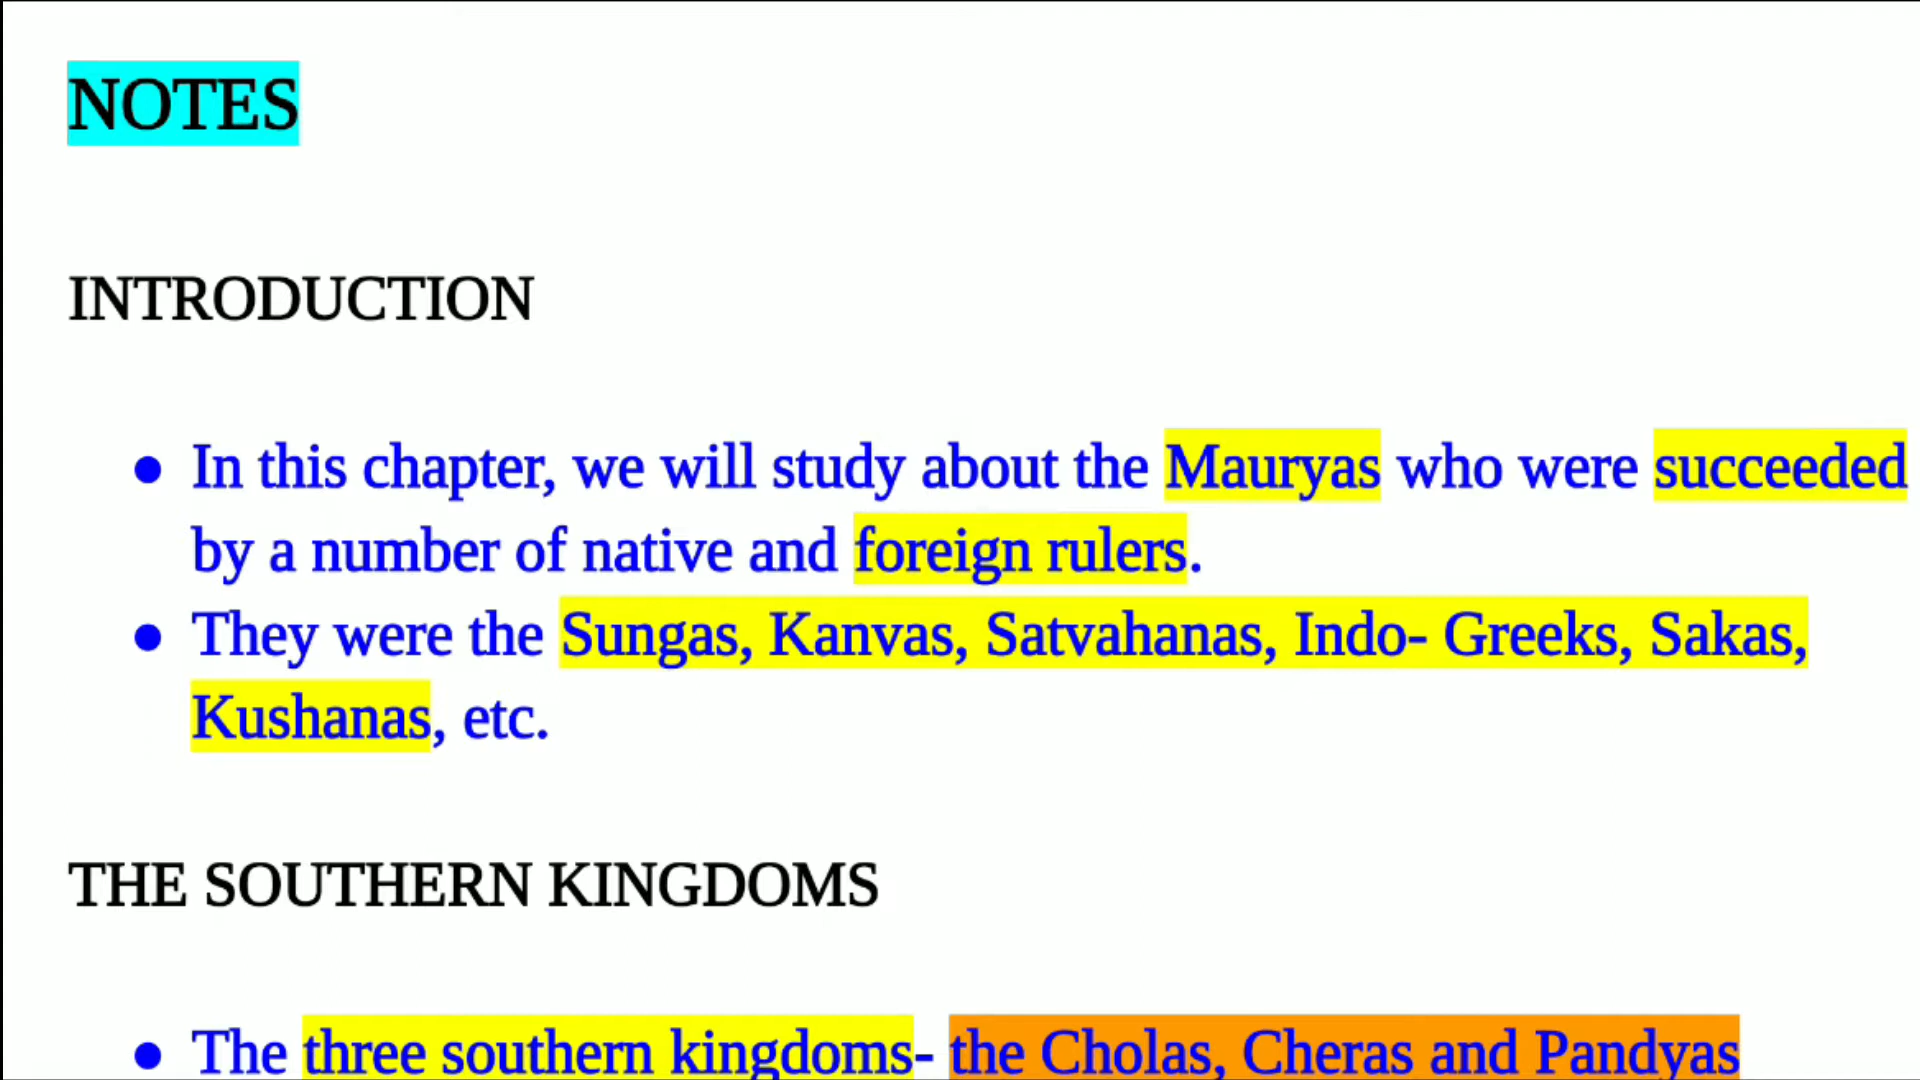 NOTES
INTRODUCTION
● In this chapter, we will study about the Mauryas who were succeeded
by a number of native and foreign rulers.
● They were the Sungas, Kanvas, Satvahanas, Indo- Greeks, Sakas,
Kushanas, etc.
THE SOUTHERN KINGDOMS
● The three southern kingdoms- the Cholas, Cheras and Pandyas